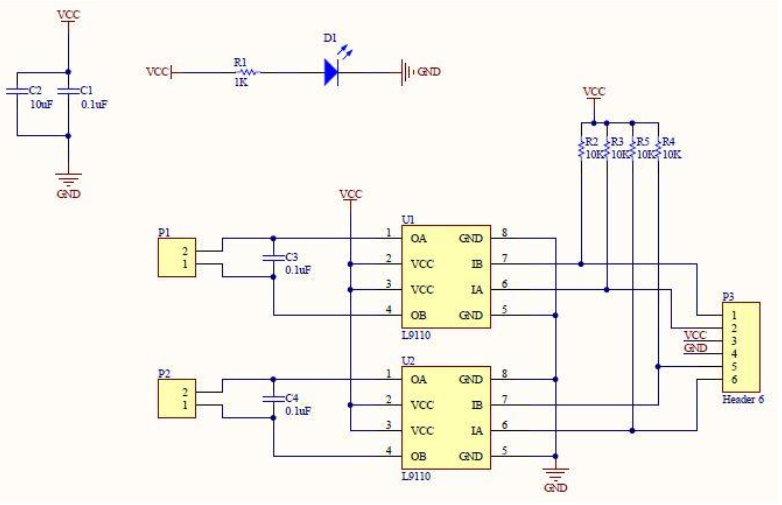 VCC
C2
10uF
C1
0.1uF
GND
VCC
R1
1K
D1
GND
VCC
R2
10K
R3
10K
R5
10K
R4
10K
VCC
P1
2
1
C3
0.1uF
U1
1 OA GND 8
2 VCC IB 7
3 VCC IA 6
4 OB GND 5
L9110
P2
2
1
C4
0.1uF
U2
1 OA GND 8
2 VCC IB 7
3 VCC IA 6
4 OB GND 5
L9110
GND
P3
1
2
VCC 3
GND 4
5
6
Header 6